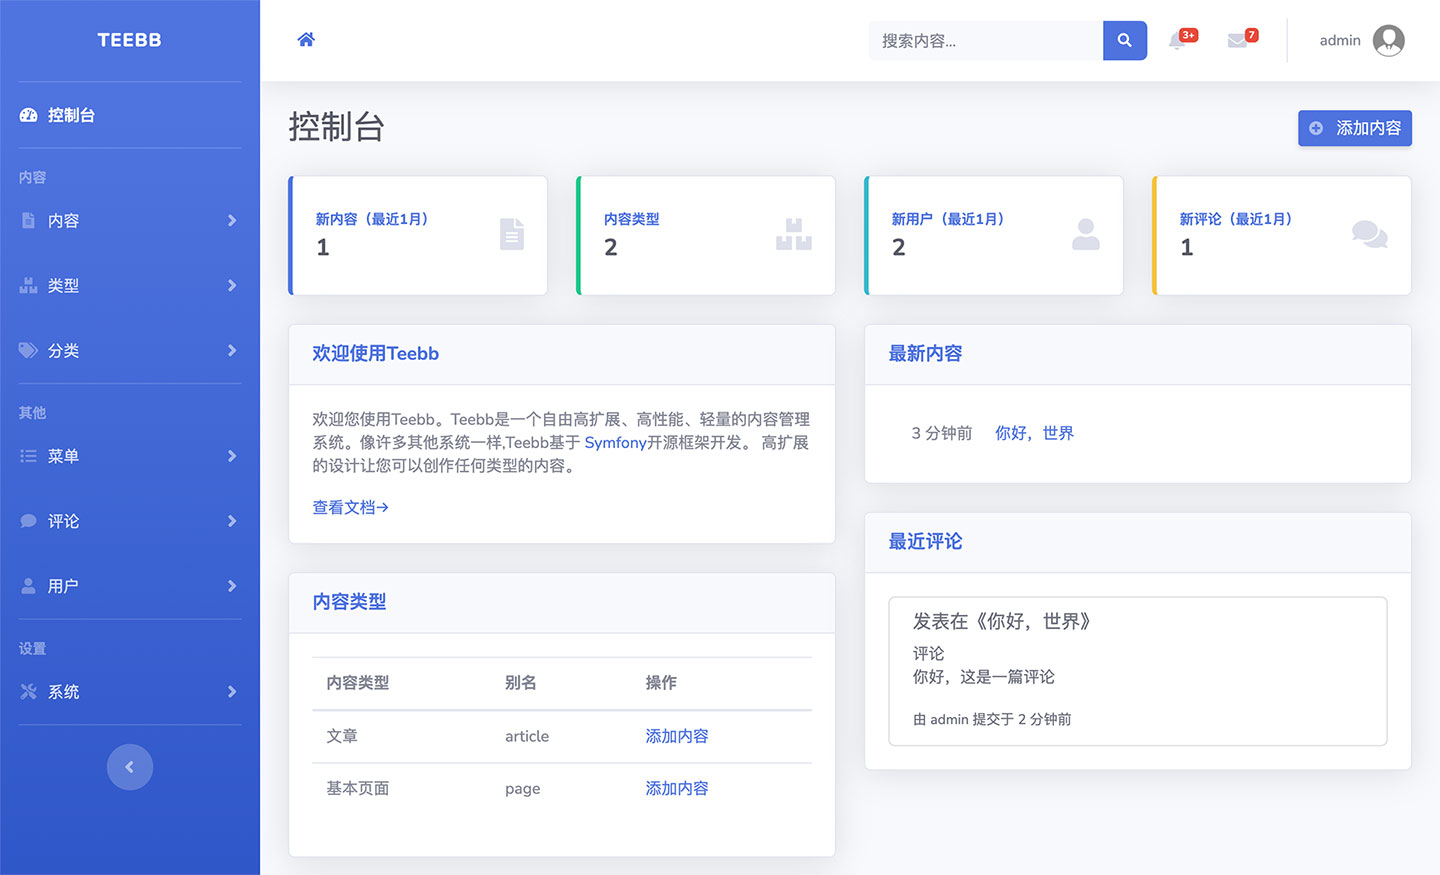 TEEBB
控制台
内容
内容
类型
分类
其他
菜单
评论
用户
设置
系统
搜索内容...
3+
7
admin
控制台
添加内容
新内容（最近1月）
1
内容类型
2
新用户（最近1月）
2
新评论（最近1月）
1
欢迎使用Teebb
欢迎您使用Teebb。Teebb是一个自由高扩展、高性能、轻量的内容管理
系统。像许多其他系统一样,Teebb基于 Symfony开源框架开发。 高扩展
的设计让您可以创作任何类型的内容。
查看文档→
内容类型
内容类型 别名 操作
文章 article 添加内容
基本页面 page 添加内容
最新内容
3 分钟前 你好，世界
最近评论
发表在《你好，世界》
评论
你好，这是一篇评论
由 admin 提交于 2 分钟前